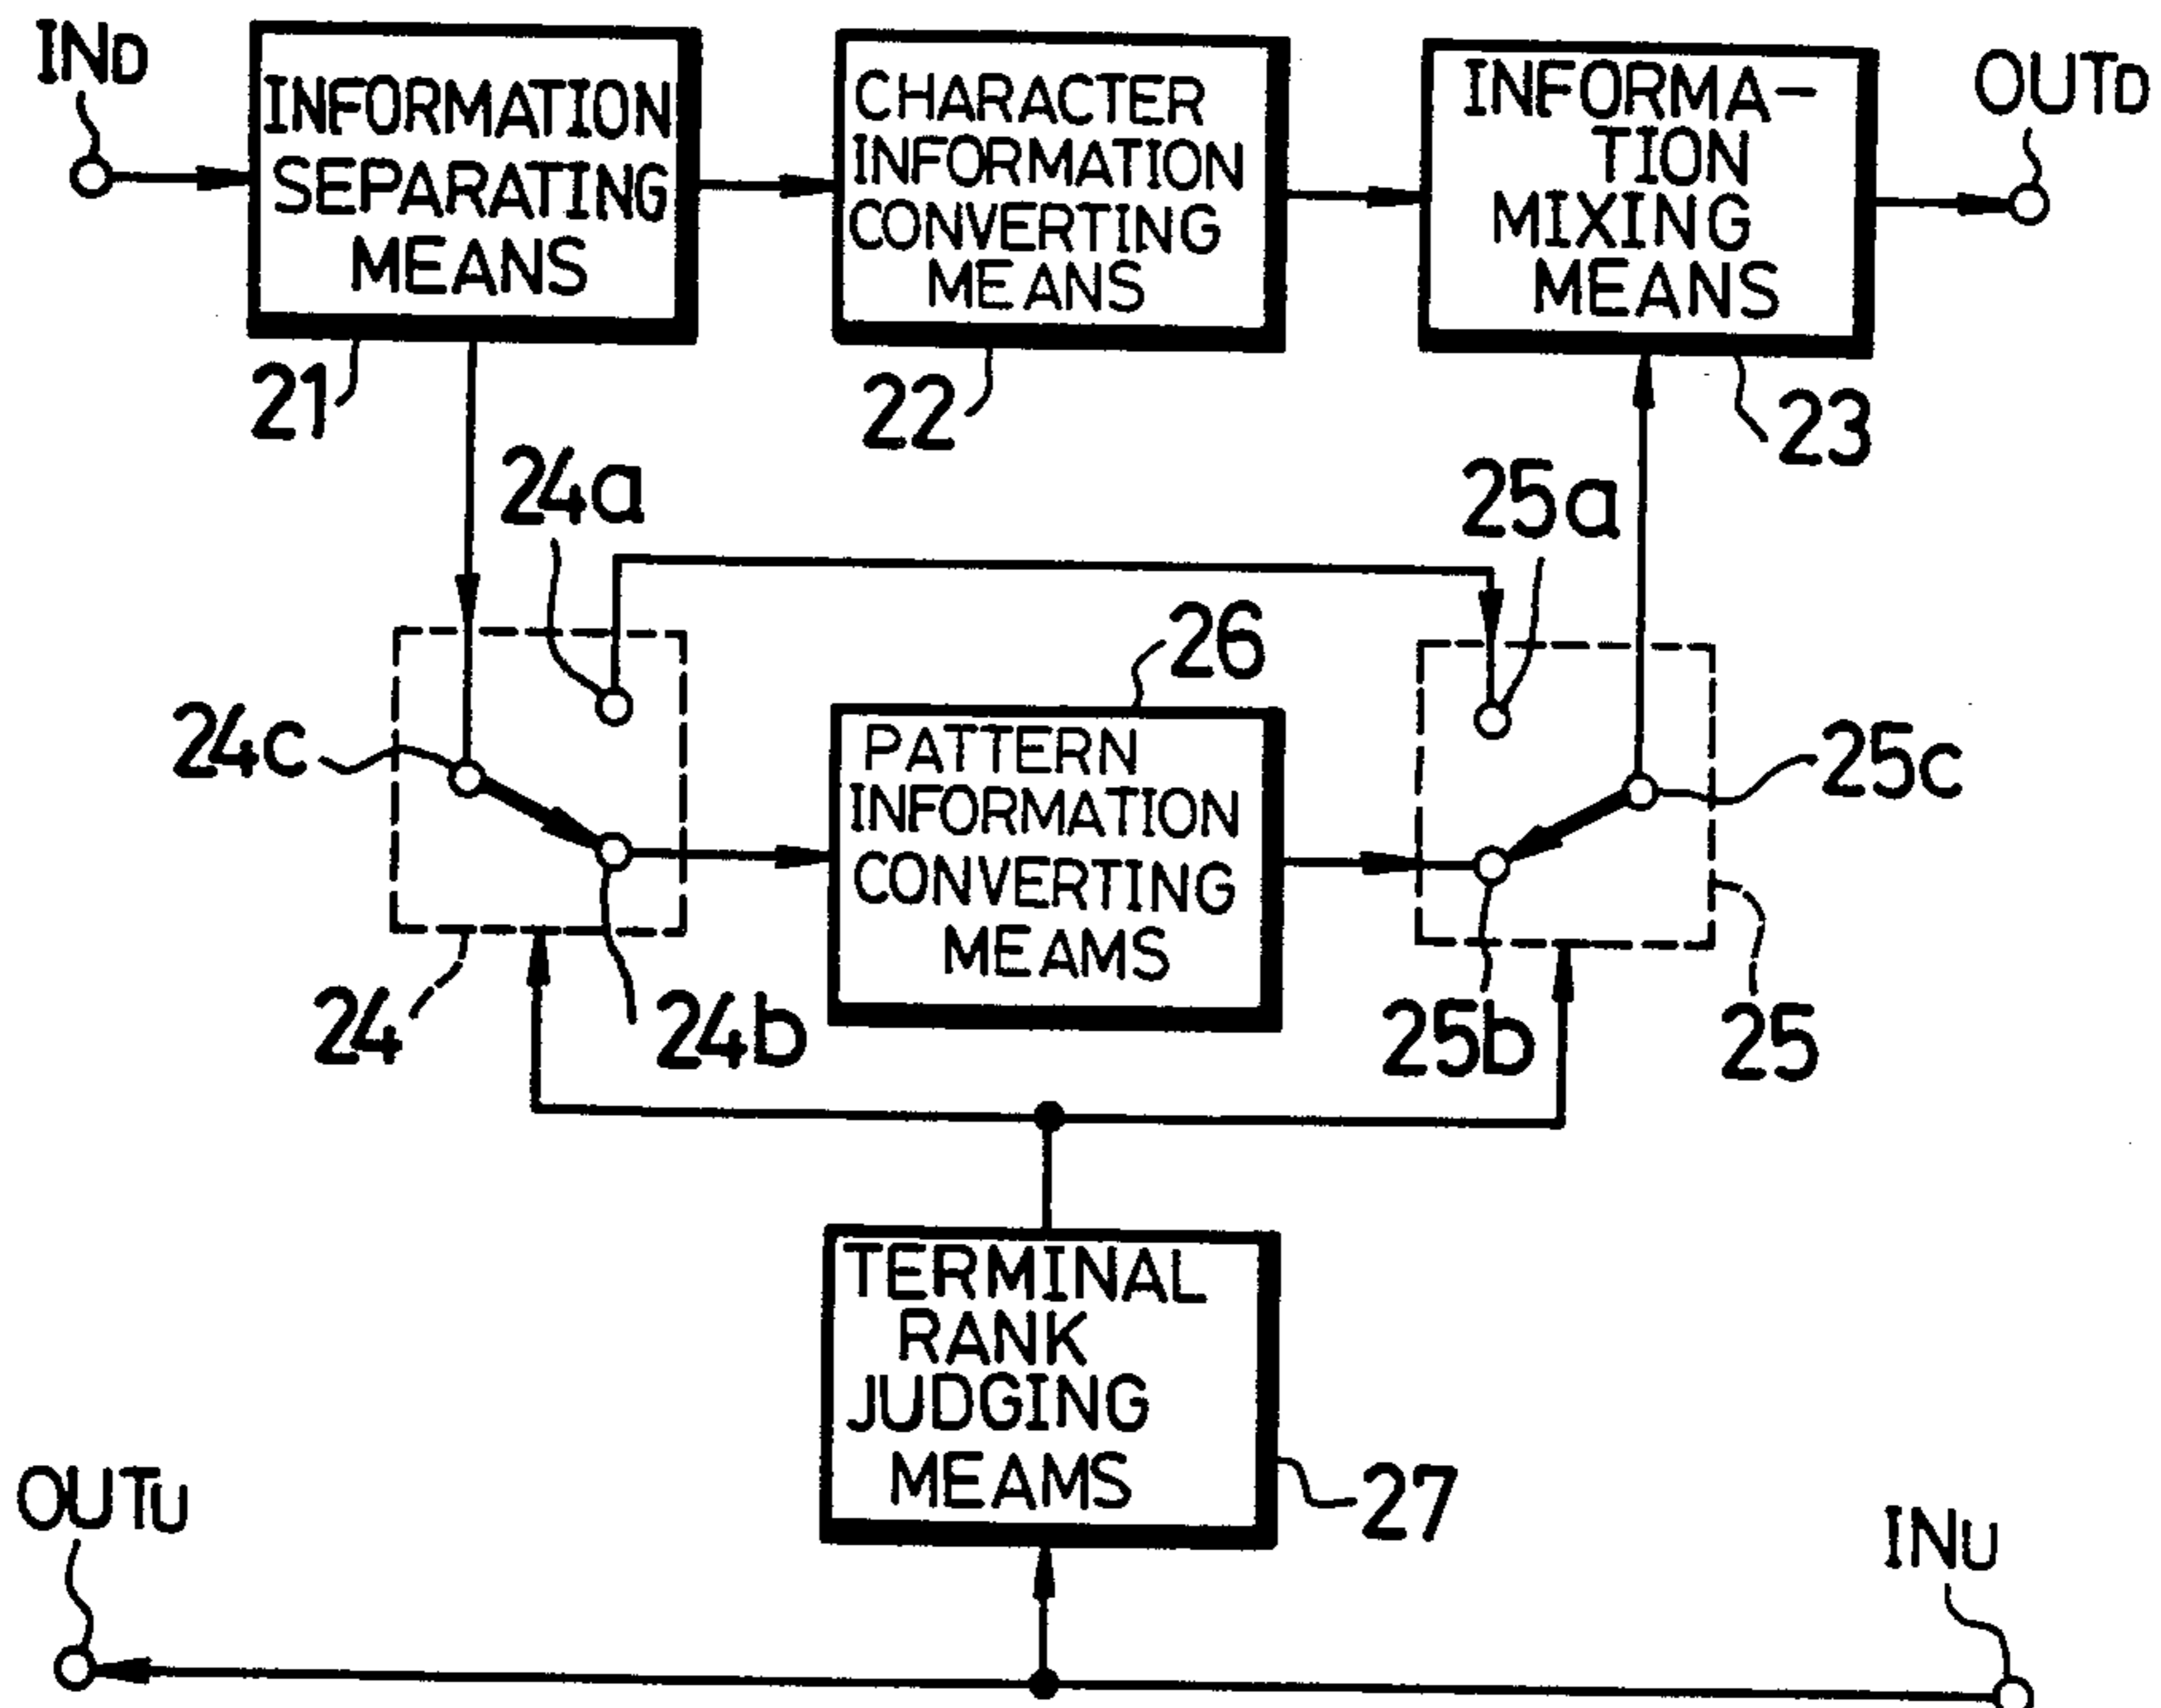 IND
INFORMATION
SEPARATING
MEANS
CHARACTER
INFORMATION
CONVERTING
MEANS
INFORMA-
TION
MIXING
MEANS
OUTD
21
22
23
24a
25a
26
24c
PATTERN
INFORMATION
CONVERTING
MEAMS
25c
24
24b
25b
25
TERMINAL
RANK
JUDGING
MEAMS
27
OUTU
INU